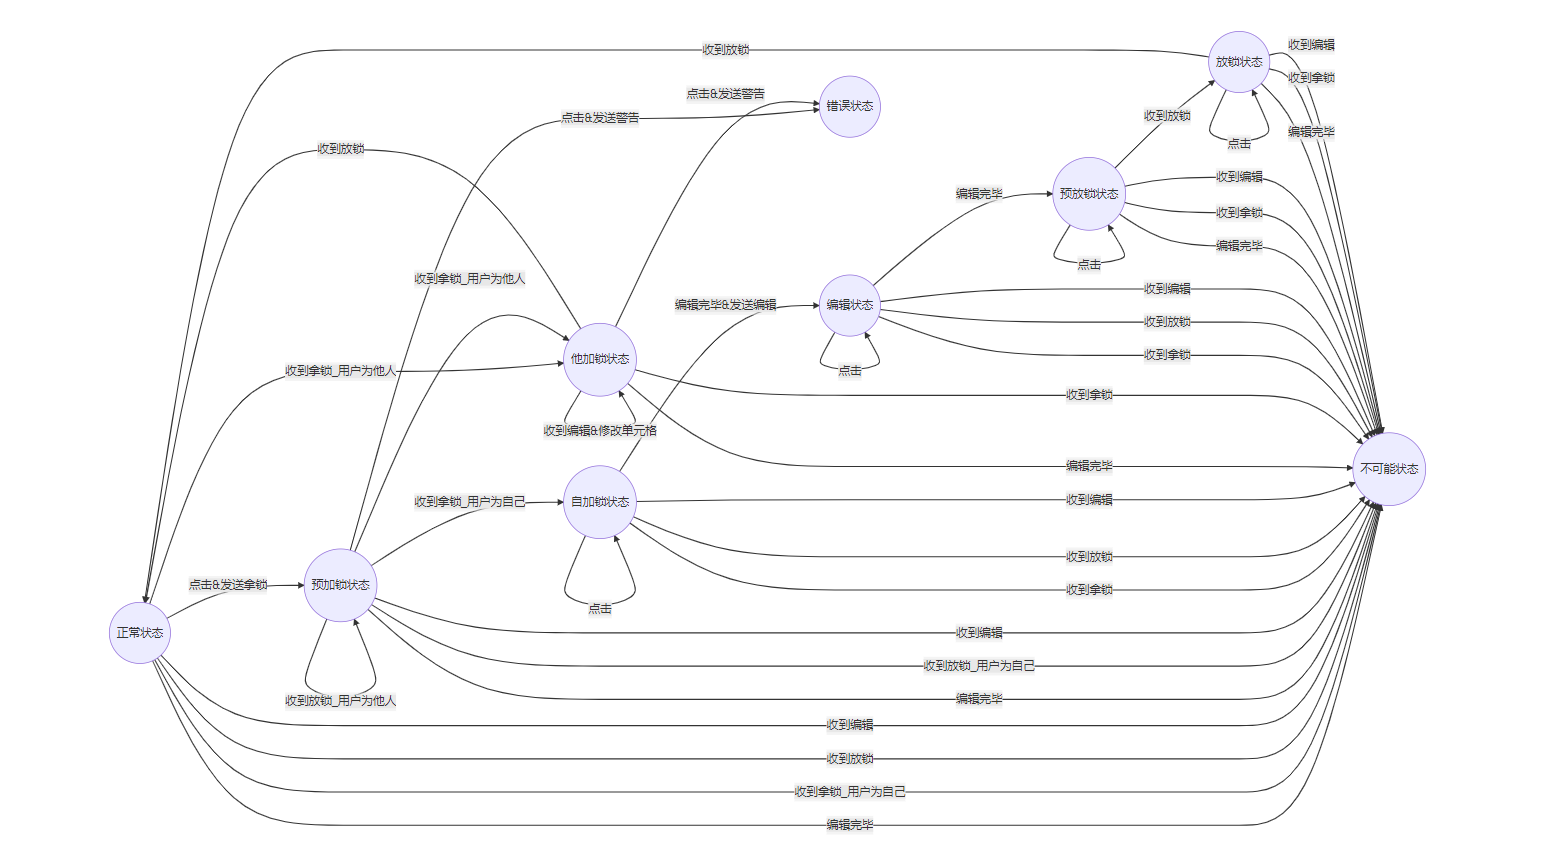 收到编辑
收到放锁
放锁状态
收到拿锁
点击&发送警告
错误状态
点击&发送警告
收到放锁
编辑完毕
点击
收到放锁
收到编辑
编辑完毕
预放锁状态
收到拿锁
编辑完毕
点击
收到拿锁_用户为他人
收到编辑
编辑完毕&发送编辑
编辑状态
收到放锁
收到拿锁
他加锁状态
收到拿锁_用户为他人
点击
收到拿锁
收到编辑&修改单元格
编辑完毕
不可能状态
收到拿锁_用户为自己
自加锁状态
收到编辑
收到放锁
点击&发送拿锁
预加锁状态
收到拿锁
点击
正常状态
收到编辑
收到放锁_用户为自己
收到放锁_用户为他人
编辑完毕
收到编辑
收到放锁
收到拿锁_用户为自己
编辑完毕